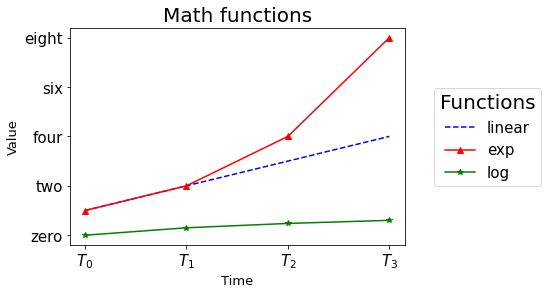 Math functions
eight
six
four
two
zero
Value
T₀ T₁ T₂ T₃
Time
Functions
linear
exp
log